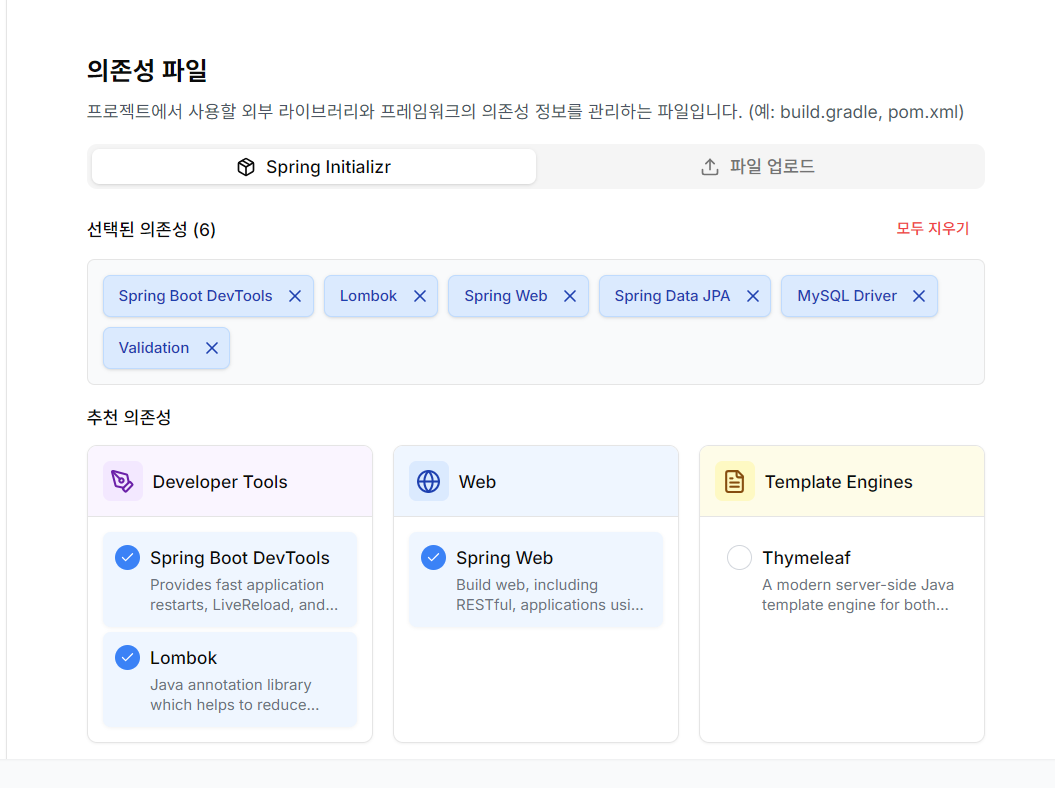 의존성 파일
프로젝트에서 사용할 외부 라이브러리와 프레임워크의 의존성 정보를 관리하는 파일입니다. (예: build.gradle, pom.xml)
Spring Initializr
파일 업로드
선택된 의존성 (6)
모두 지우기
Spring Boot DevTools
Lombok
Spring Web
Spring Data JPA
MySQL Driver
Validation
추천 의존성
Developer Tools
Spring Boot DevTools
Provides fast application
restarts, LiveReload, and...
Lombok
Java annotation library
which helps to reduce...
Web
Spring Web
Build web, including
RESTful, applications usi...
Template Engines
Thymeleaf
A modern server-side Java
template engine for both...